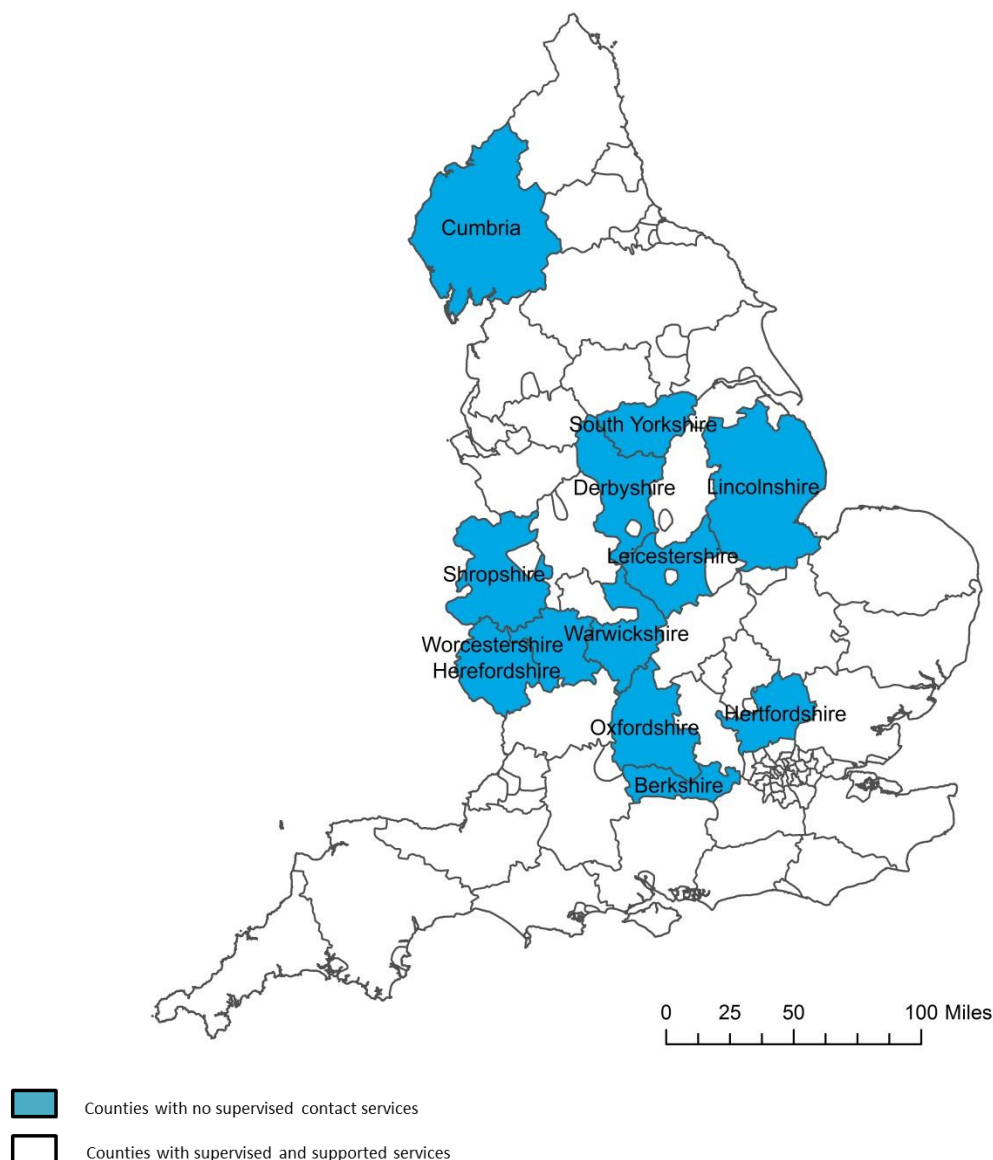 Cumbria
South Yorkshire
Derbyshire
Lincolnshire
Leicestershire
Shropshire
Warwickshire
Worcestershire
Herefordshire
Hertfordshire
Oxfordshire
Berkshire
0 25 50 100 Miles
Counties with no supervised contact services
Counties with supervised and supported services